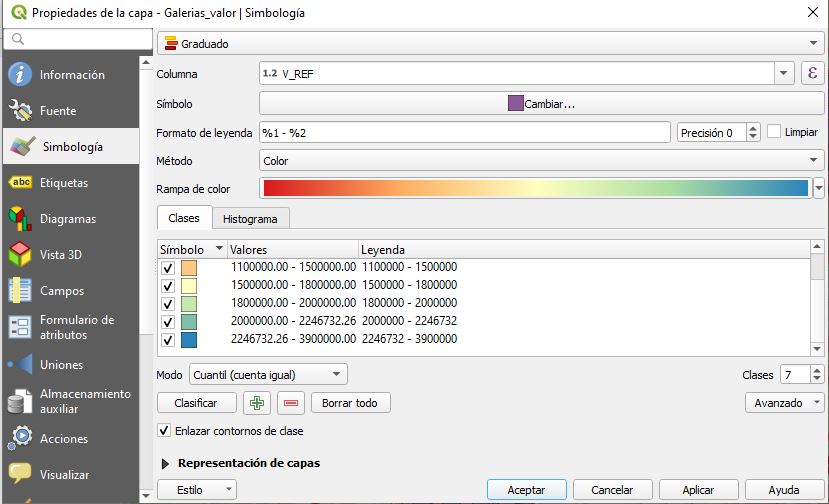 Propiedades de la capa - Galerias_valor | Simbología
Información
Fuente
Simbología
abc Etiquetas
Diagramas
Vista 3D
Campos
Formulario de
atributos
Uniones
Almacenamiento
auxiliar
Acciones
Visualizar
Graduado
Columna 1.2 V_REF ε
Símbolo Cambiar...
Formato de leyenda %1 - %2 Precisión 0 Limpiar
Método Color
Rampa de color
Clases Histograma
Símbolo Valores Leyenda
1100000.00 - 1500000.00 1100000 - 1500000
1500000.00 - 1800000.00 1500000 - 1800000
1800000.00 - 2000000.00 1800000 - 2000000
2000000.00 - 2246732.26 2000000 - 2246732
2246732.26 - 3900000.00 2246732 - 3900000
Modo Cuantil (cuenta igual) Clases 7
Clasificar Borrar todo Avanzado
Enlazar contornos de clase
Representación de capas
Estilo Aceptar Cancelar Aplicar Ayuda